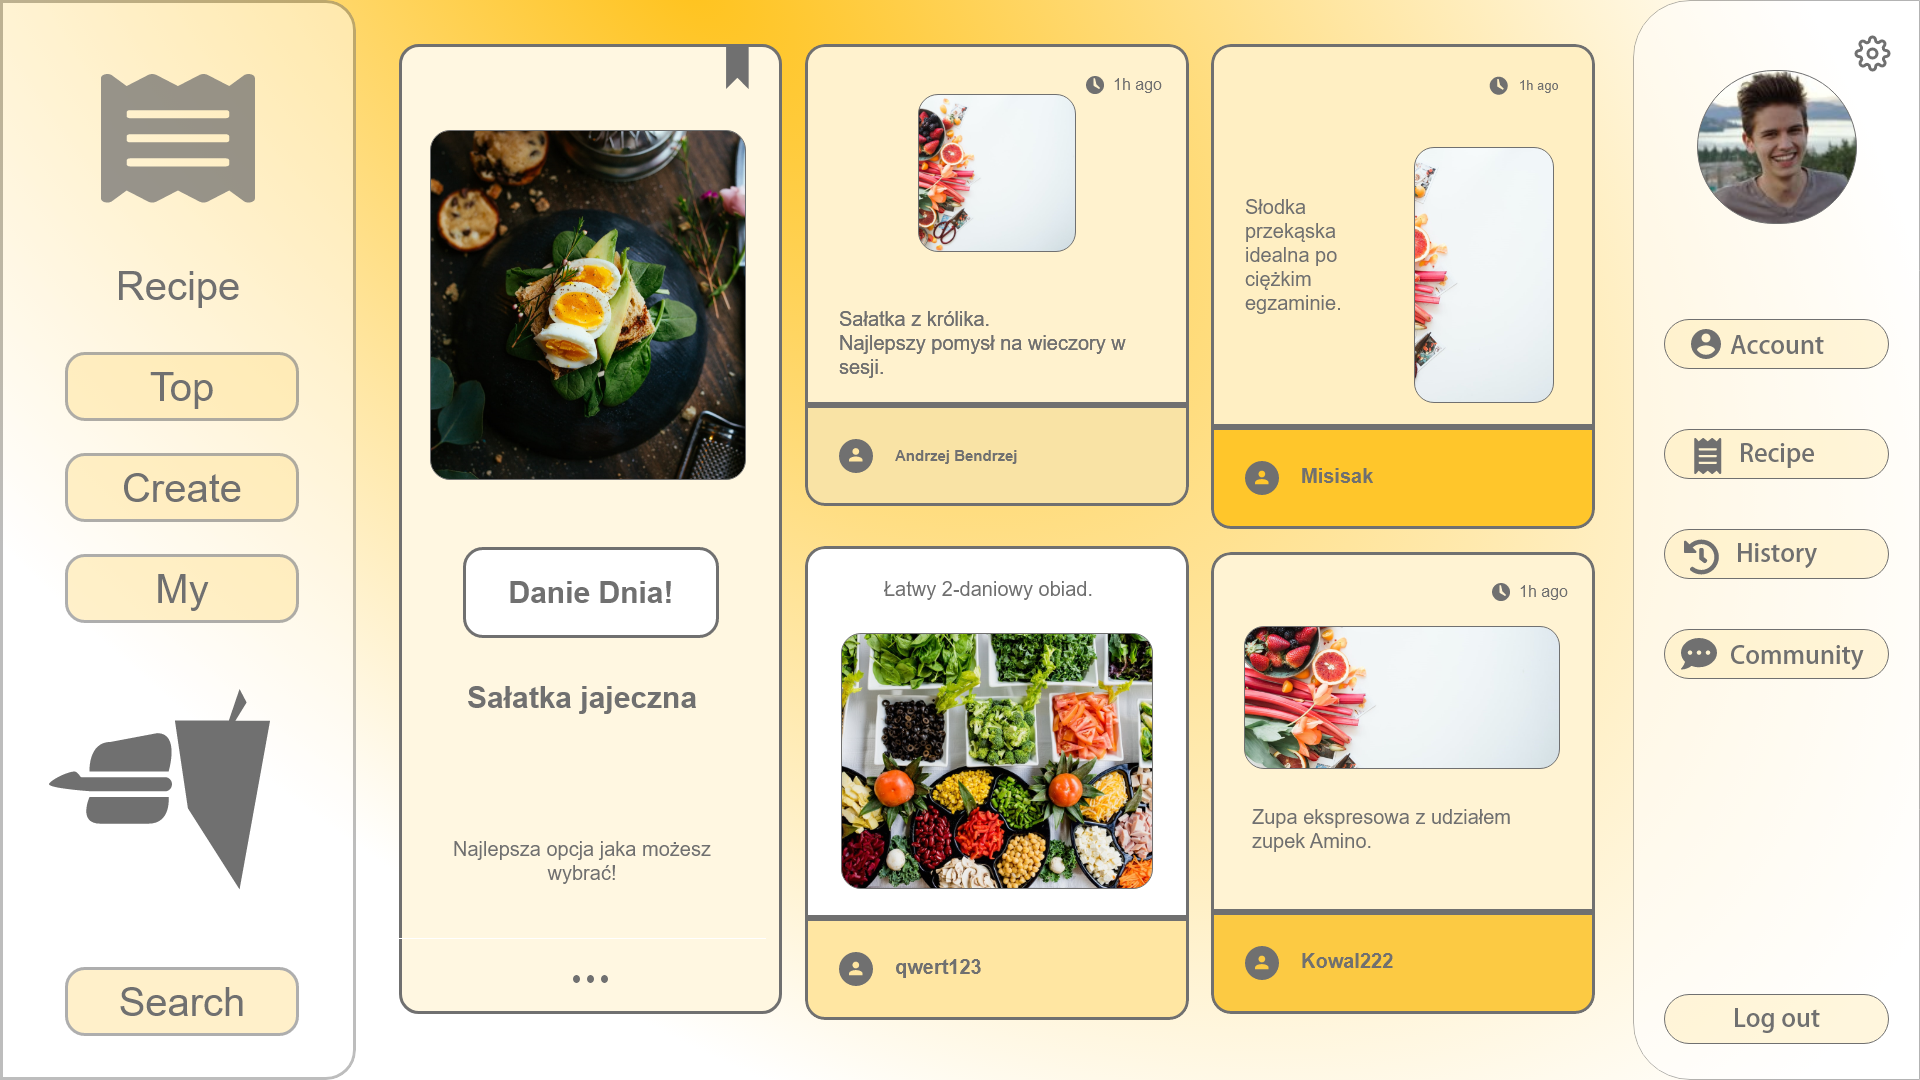 Recipe
Top
Create
My
Search
Danie Dnia!
Sałatka jajeczna
Najlepsza opcja jaka możesz
wybrać!
1h ago
Sałatka z królika.
Najlepszy pomysł na wieczory w
sesji.
Andrzej Bendrzej
Łatwy 2-daniowy obiad.
qwert123
1h ago
Słodka
przekąska
idealna po
ciężkim
egzaminie.
Misisak
1h ago
Zupa ekspresowa z udziałem
zupek Amino.
Kowal222
Account
Recipe
History
Community
Log out